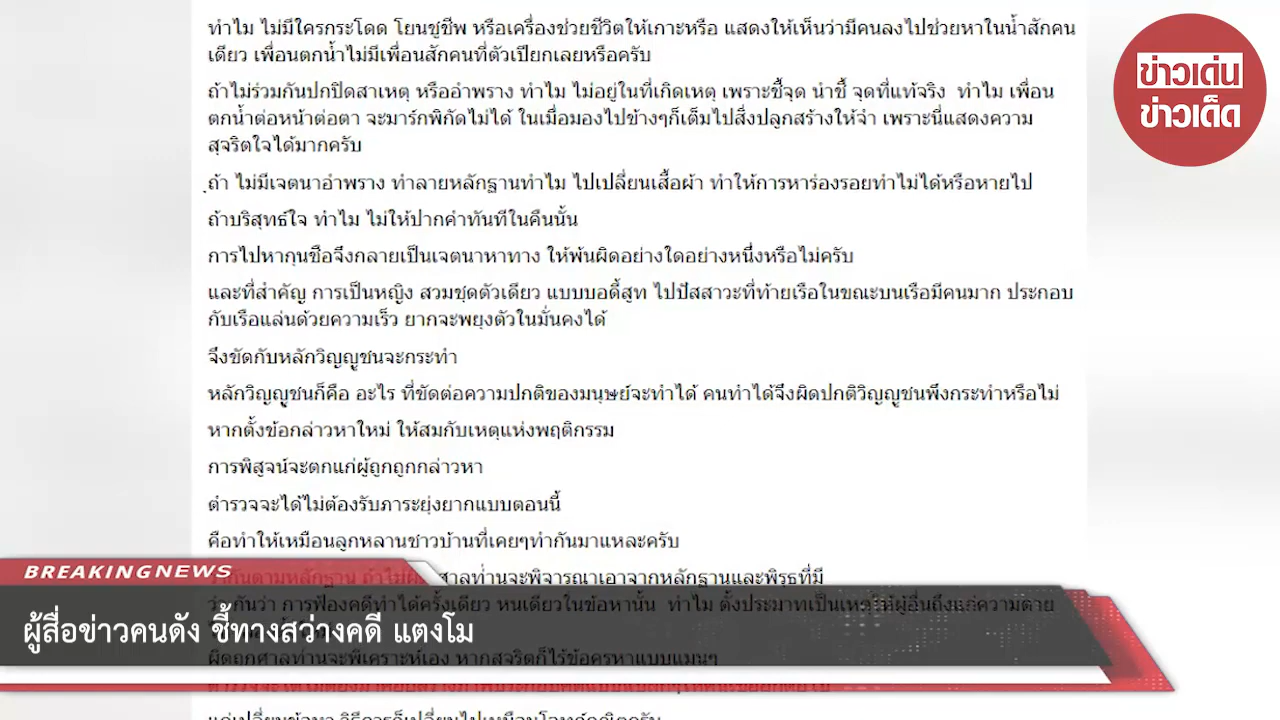 ทำไม ไม่มีใครกระโดด โยนชูชีพ หรือเครื่องช่วยชีวิตให้เกาะหรือ แสดงให้เห็นว่ามีคนลงไปช่วยหาในน้ำสักคน
เดียว เพื่อนตกน้ำไม่มีเพื่อนสักคนที่ตัวเปียกเลยหรือครับ
ถ้าไม่ร่วมกันปกปิดสาเหตุ หรืออำพราง ทำไม ไม่อยู่ในที่เกิดเหตุ เพราะชี้จุด นำชี้ จุดที่แท้จริง ทำไม เพื่อน
ตกน้ำต่อหน้าต่อตา จะมาร์กพิกัดไม่ได้ ในเมื่อมองไปข้างๆก็เต็มไปสิ่งปลูกสร้างให้จำ เพราะนี่แสดงความ
สุจริตใจได้มากครับ
ถ้า ไม่มีเจตนาอำพราง ทำลายหลักฐานทำไม ไปเปลี่ยนเสื้อผ้า ทำให้การหาร่องรอยทำไม่ได้หรือหายไป
ถ้าบริสุทธ์ใจ ทำไม ไม่ให้ปากคำทันทีในคืนนั้น
การไปหากุนซือจึงกลายเป็นเจตนาหาทาง ให้พ้นผิดอย่างใดอย่างหนึ่งหรือไม่ครับ
และที่สำคัญ การเป็นหญิง สวมชุดตัวเดียว แบบบอดี้สูท ไปปัสสาวะที่ท้ายเรือในขณะบนเรือมีคนมาก ประกอบ
กับเรือแล่นด้วยความเร็ว ยากจะพยุงตัวในมั่นคงได้
จึงขัดกับหลักวิญญูชนจะกระทำ
หลักวิญญูชนก็คือ อะไร ที่ขัดต่อความปกติของมนุษย์จะทำได้ คนทำได้จึงผิดปกติวิญญูชนพึงกระทำหรือไม่
หากตั้งข้อกล่าวหาใหม่ ให้สมกับเหตุแห่งพฤติกรรม
การพิสูจน์จะตกแก่ผู้ถูกถูกกล่าวหา
ตำรวจจะได้ไม่ต้องรับภาระยุ่งยากแบบตอนนี้
คือทำให้เหมือนลูกหลานชาวบ้านที่เคยๆทำกันมาแหละครับ
ว่ากันตามหลักฐาน ถ้าไม่ผิด ศาลท่านจะพิจารณาเอาจากหลักฐานและพิรุธที่มี
ว่ากันว่า การฟ้องคดีทำได้ครั้งเดียว หนเดียวในข้อหานั้น ทำไม ตั้งประมาทเป็นเหตุให้ผู้อื่นถึงแก่ความตาย
ผิดถูกศาลท่านจะพิเคราะห์เอง หากสุจริตก็ไร้ข้อครหาแบบแมนๆ
ข่าวเด่น
ข่าวเด็ด
BREAKING NEWS
ผู้สื่อข่าวคนดัง ชี้ทางสว่างคดี แตงโม